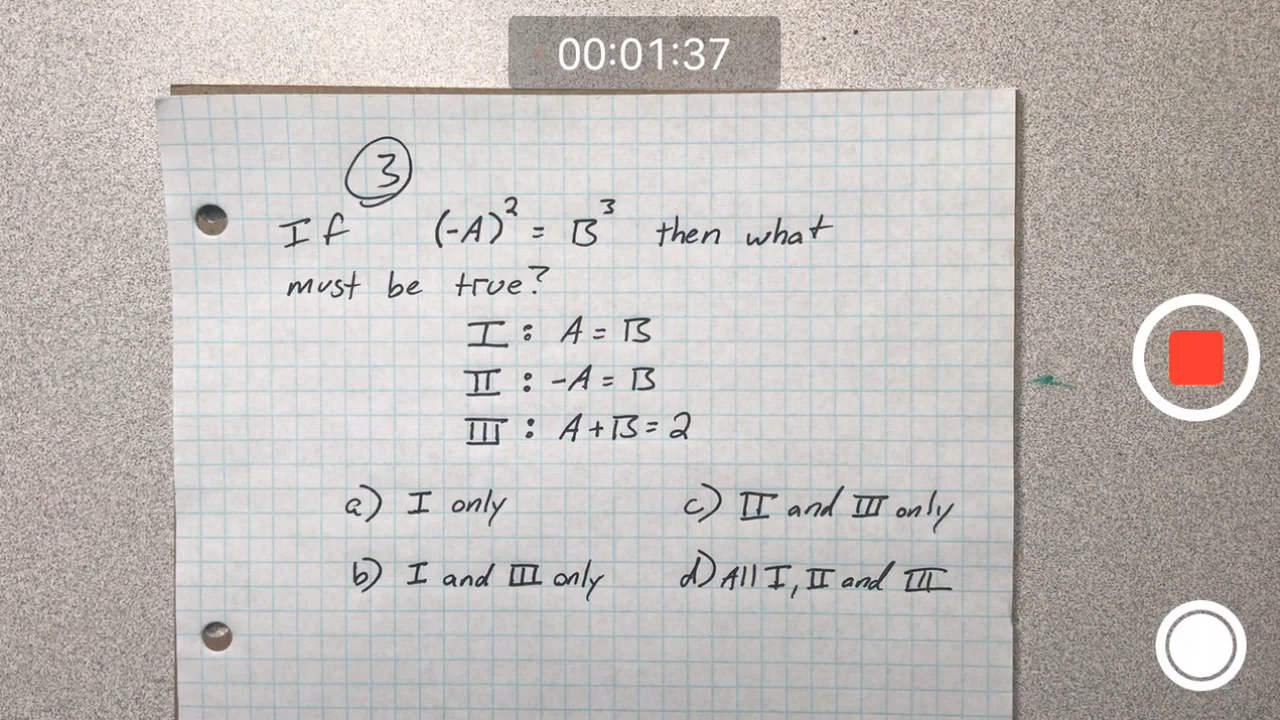 00:01:37
3
If (-A)² = B³ then what
must be true?
I : A = B
II : -A = B
III : A + B = 2
a) I only
c) II and III only
b) I and III only
d) All I, II and III